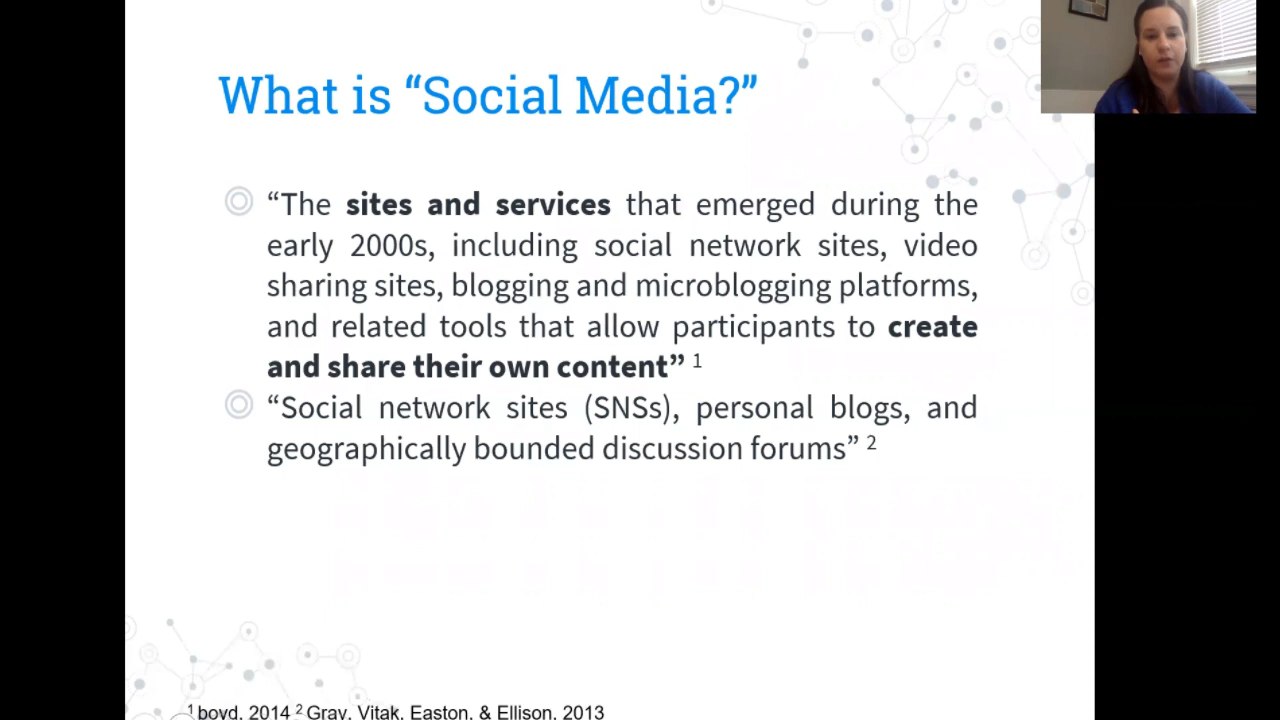 What is “Social Media?”
“The sites and services that emerged during the
early 2000s, including social network sites, video
sharing sites, blogging and microblogging platforms,
and related tools that allow participants to create
and share their own content” 1
“Social network sites (SNSs), personal blogs, and
geographically bounded discussion forums” 2
1 boyd, 2014 2 Gray, Vitak, Easton, & Ellison, 2013